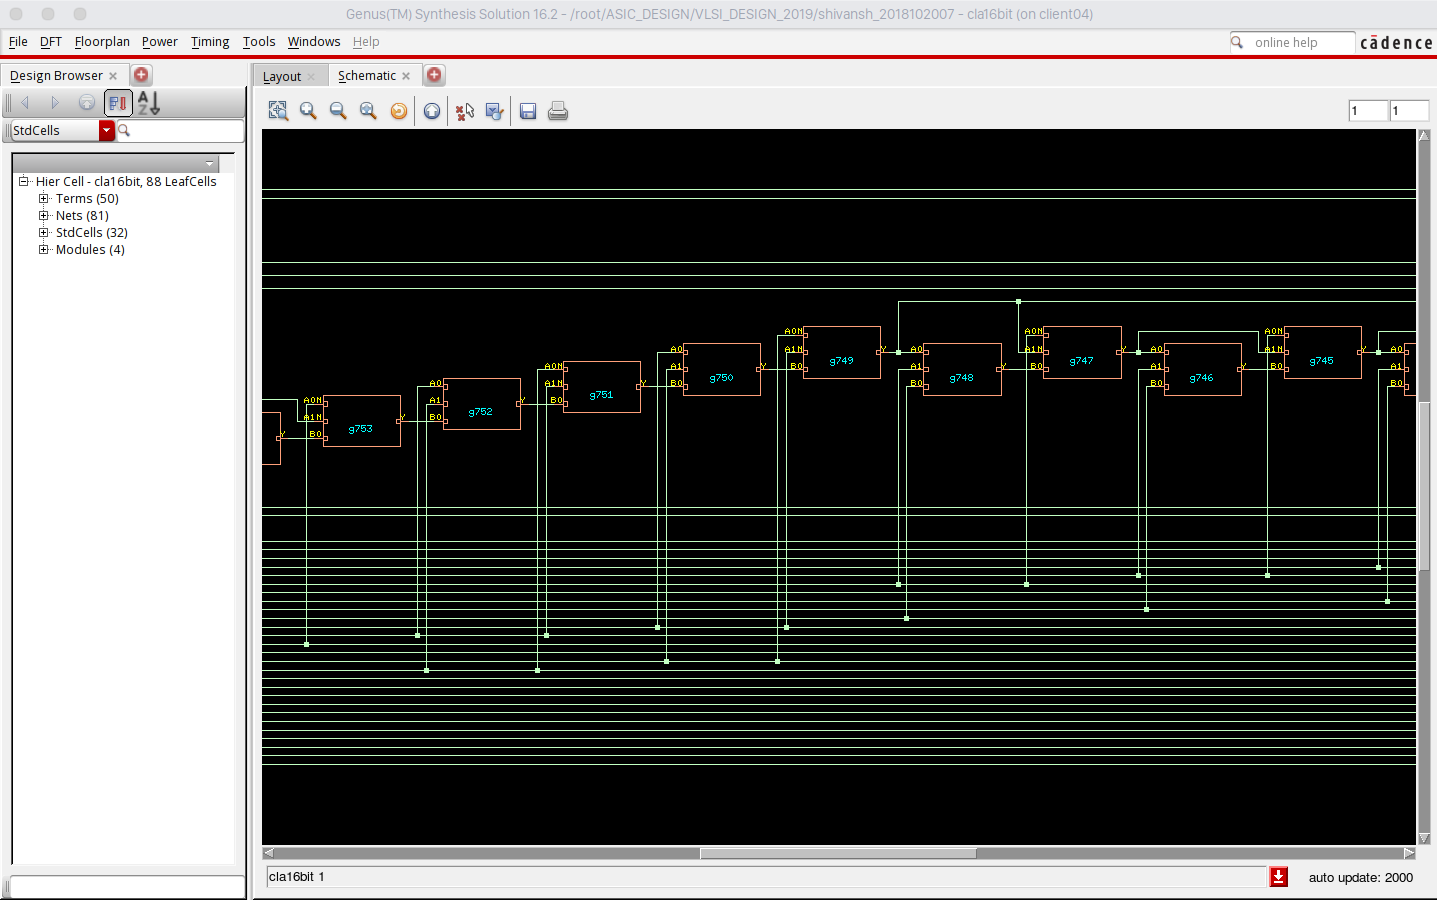 Genus(TM) Synthesis Solution 16.2 - /root/ASIC_DESIGN/VLSI_DESIGN_2019/shivansh_2018102007 - cla16bit (on client04)
File DFT Floorplan Power Timing Tools Windows Help
online help
cādence
Design Browser
Layout
Schematic
A
Z
StdCells
1 1
Hier Cell - cla16bit, 88 LeafCells
Terms (50)
Nets (81)
StdCells (32)
Modules (4)
Y
A0N
A1N
B0
g753
Y
A0
A1
B0
g752
Y
A0N
A1N
B0
g751
Y
A0
A1
B0
g750
Y
A0N
A1N
B0
g749
Y
A0
A1
B0
g748
Y
A0N
A1N
B0
g747
Y
A0
A1
B0
g746
Y
A0N
A1N
B0
g745
Y
A0
A1
B0
cla16bit 1
auto update: 2000